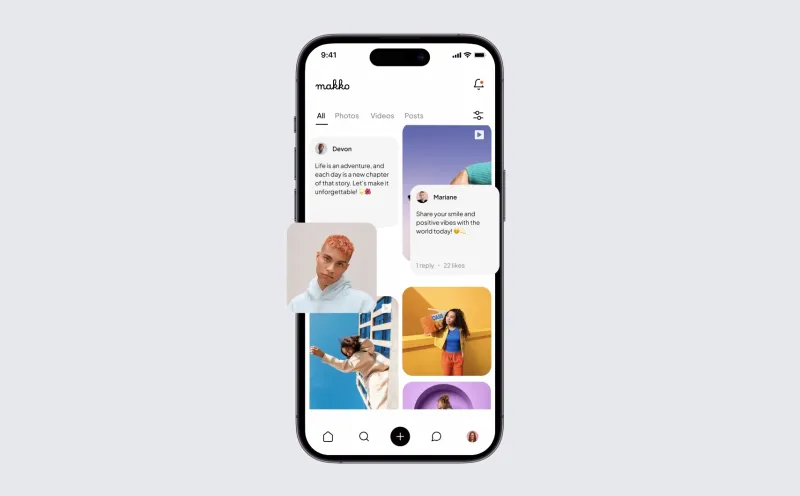 9:41
makko
All Photos Videos Posts
Devon
Life is an adventure, and
each day is a new chapter
of that story. Let's make it
unforgettable!
Mariane
Share your smile and
positive vibes with the
world today!
1 reply • 22 likes